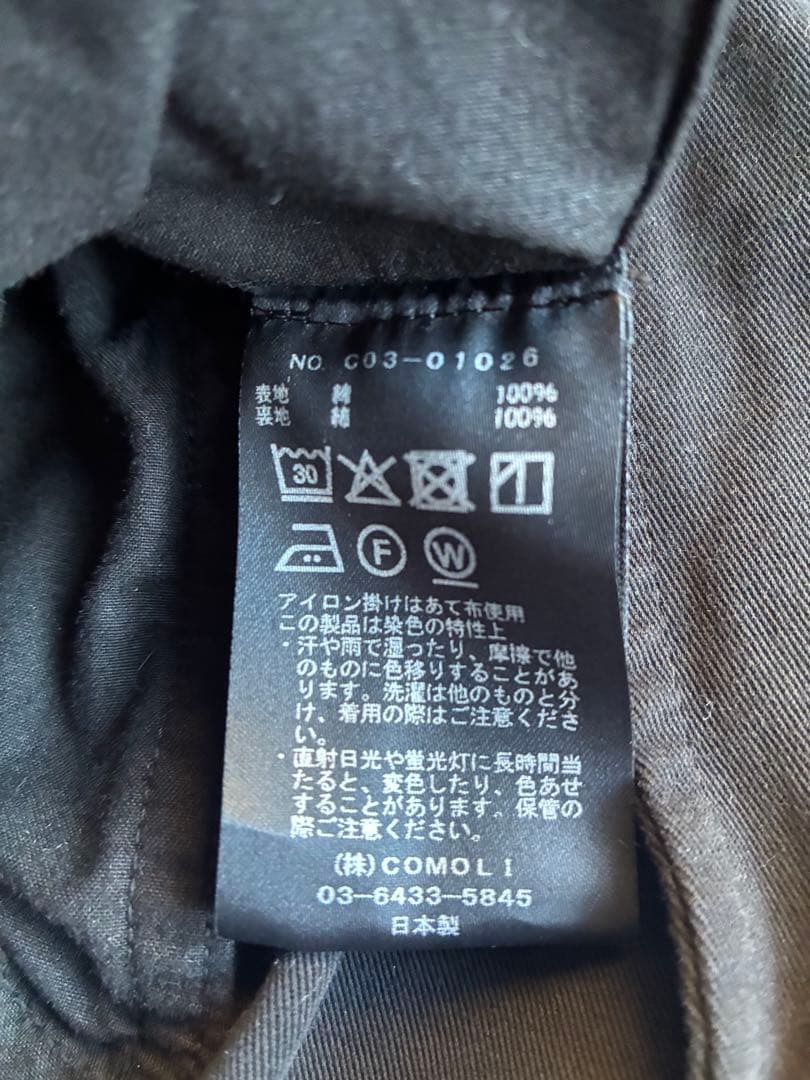 NO. C03-01026
表地 綿 100%
裏地 綿 100%
30
F W
アイロン掛けはあて布使用
この製品は染色の特性上
・汗や雨で湿ったり、摩擦で他
のものに色移りすることがあ
ります。洗濯は他のものと分
け、着用の際はご注意くださ
い。
・直射日光や蛍光灯に長時間当
たると、変色したり、色あせ
することがあります。保管の
際ご注意ください。
(株)COMOLI
03-6433-5845
日本製